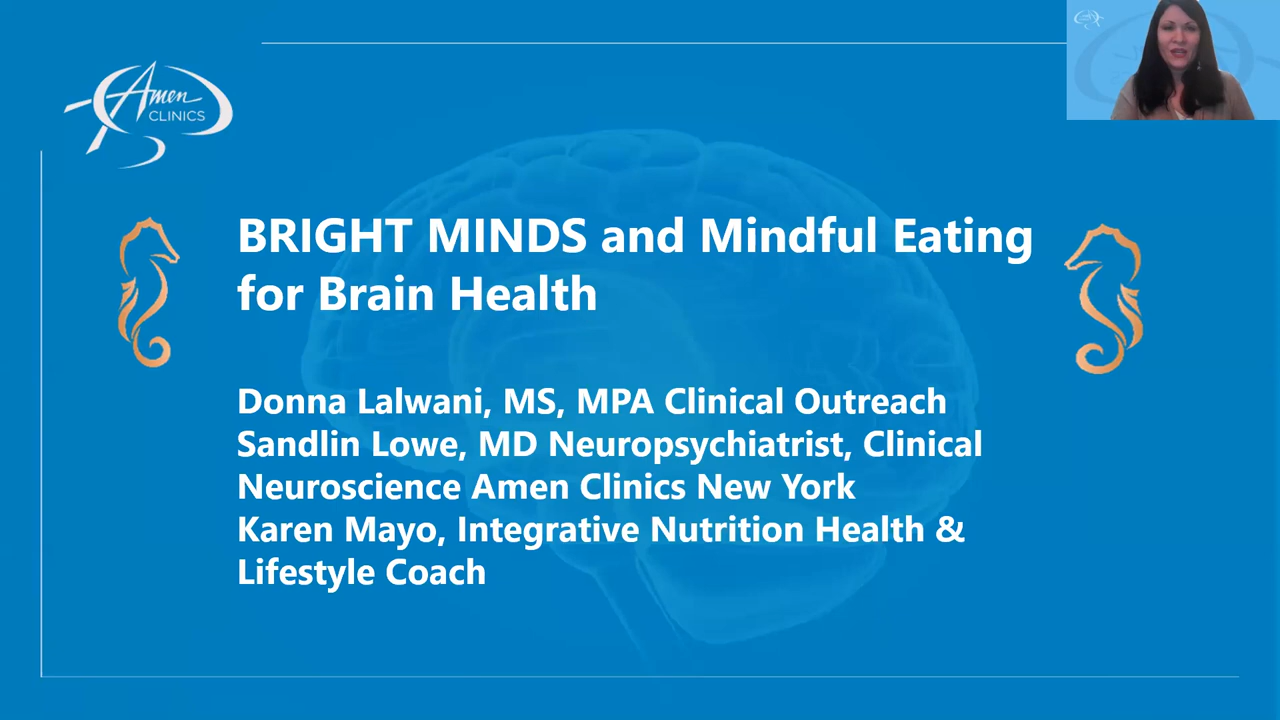 Amen
CLINICS
BRIGHT MINDS and Mindful Eating
for Brain Health
Donna Lalwani, MS, MPA Clinical Outreach
Sandlin Lowe, MD Neuropsychiatrist, Clinical
Neuroscience Amen Clinics New York
Karen Mayo, Integrative Nutrition Health &
Lifestyle Coach